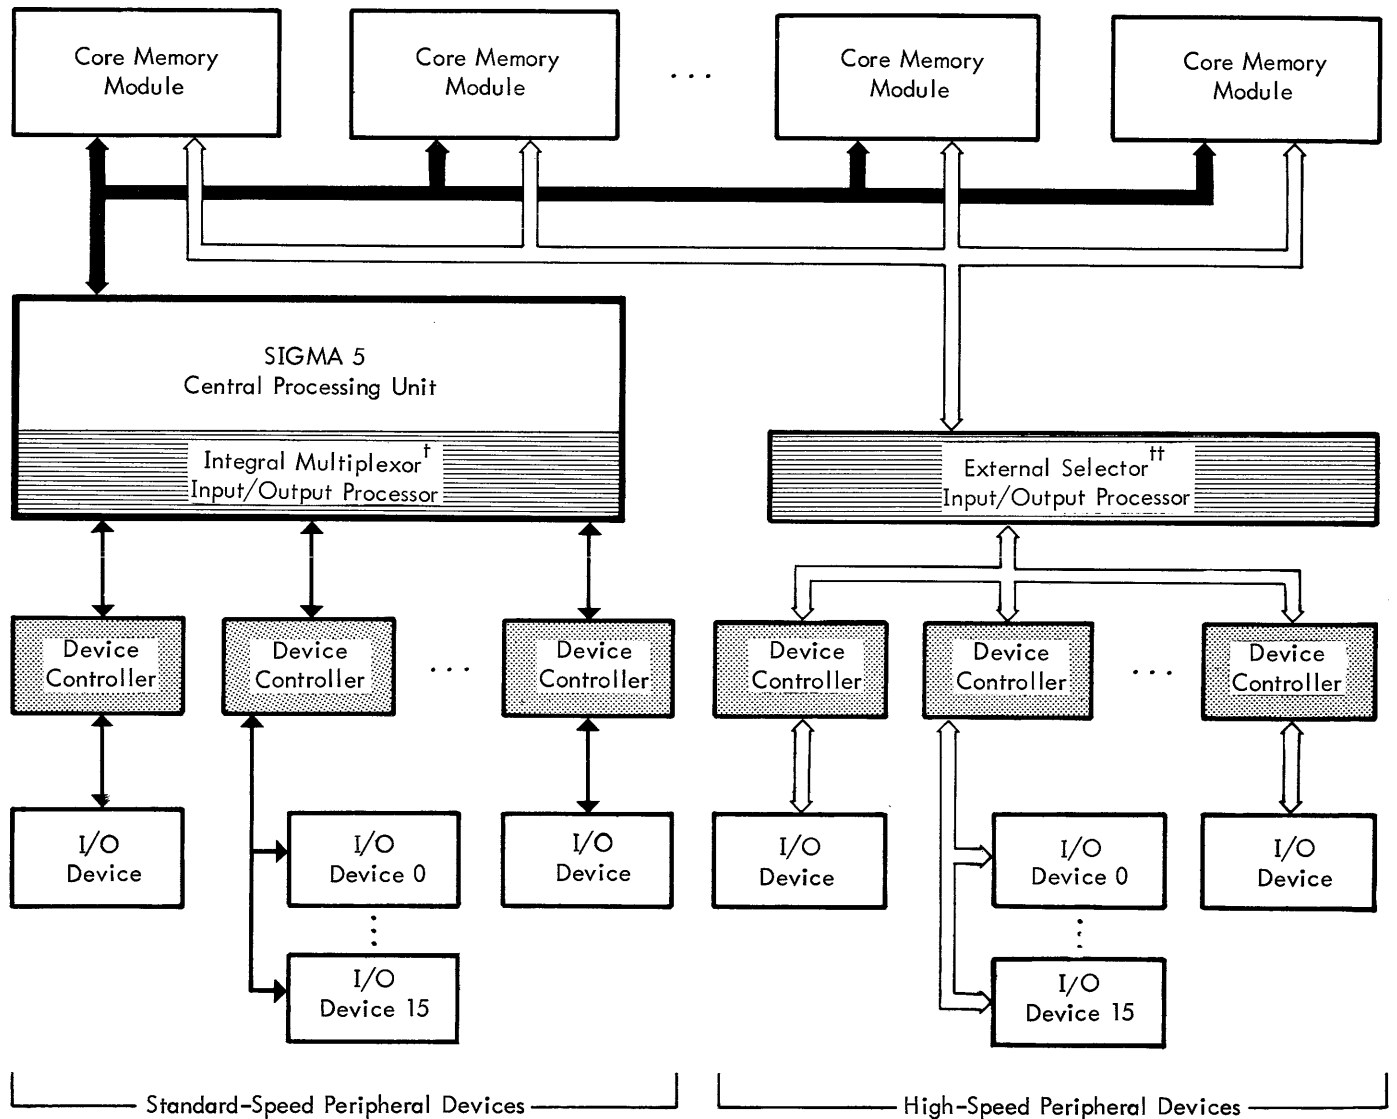 Core Memory
Module
Core Memory
Module
...
Core Memory
Module
Core Memory
Module
SIGMA 5
Central Processing Unit
Integral Multiplexor†
Input/Output Processor
External Selector††
Input/Output Processor
Device
Controller
Device
Controller
...
Device
Controller
Device
Controller
Device
Controller
...
Device
Controller
I/O
Device
I/O
Device 0
I/O
Device
I/O
Device
I/O
Device 0
I/O
Device
I/O
Device 15
I/O
Device 15
Standard-Speed Peripheral Devices
High-Speed Peripheral Devices